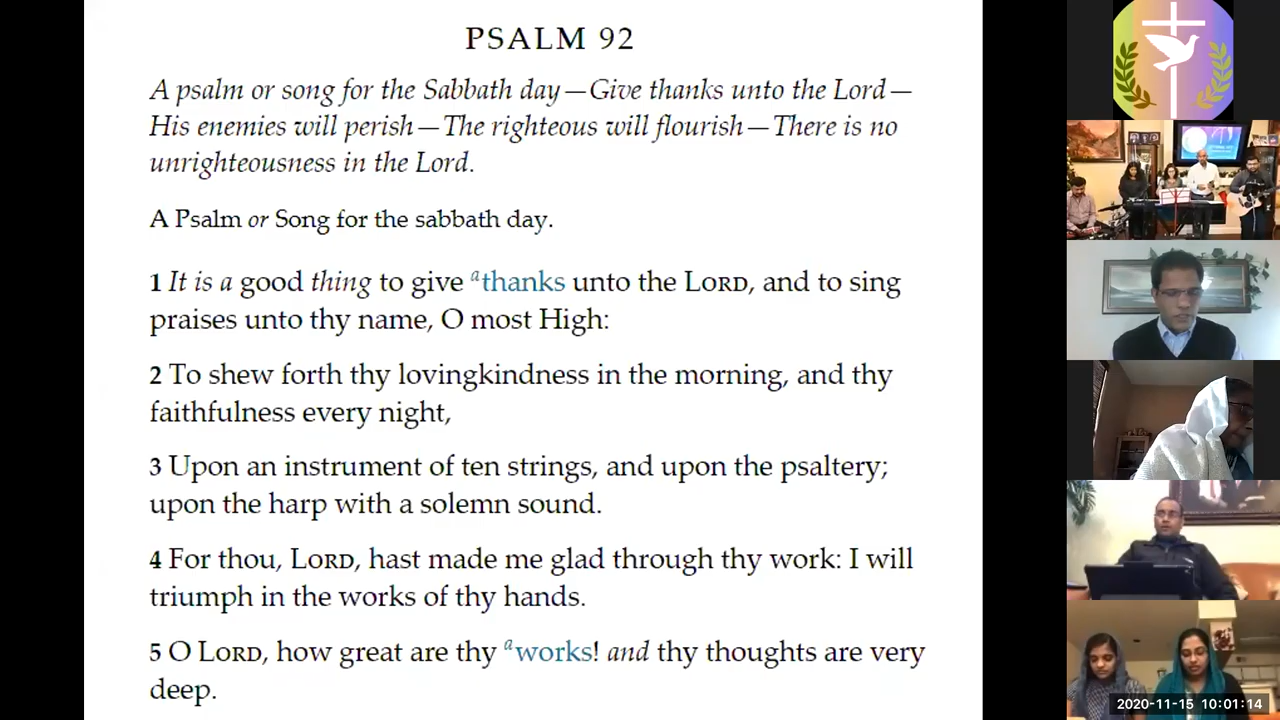 PSALM 92
A psalm or song for the Sabbath day—Give thanks unto the Lord—
His enemies will perish—The righteous will flourish—There is no
unrighteousness in the Lord.
A Psalm or Song for the sabbath day.
1 It is a good thing to give ᵃthanks unto the LORD, and to sing
praises unto thy name, O most High:
2 To shew forth thy lovingkindness in the morning, and thy
faithfulness every night,
3 Upon an instrument of ten strings, and upon the psaltery;
upon the harp with a solemn sound.
4 For thou, LORD, hast made me glad through thy work: I will
triumph in the works of thy hands.
5 O LORD, how great are thy ᵃworks! and thy thoughts are very
deep.
2020-11-15 10:01:14